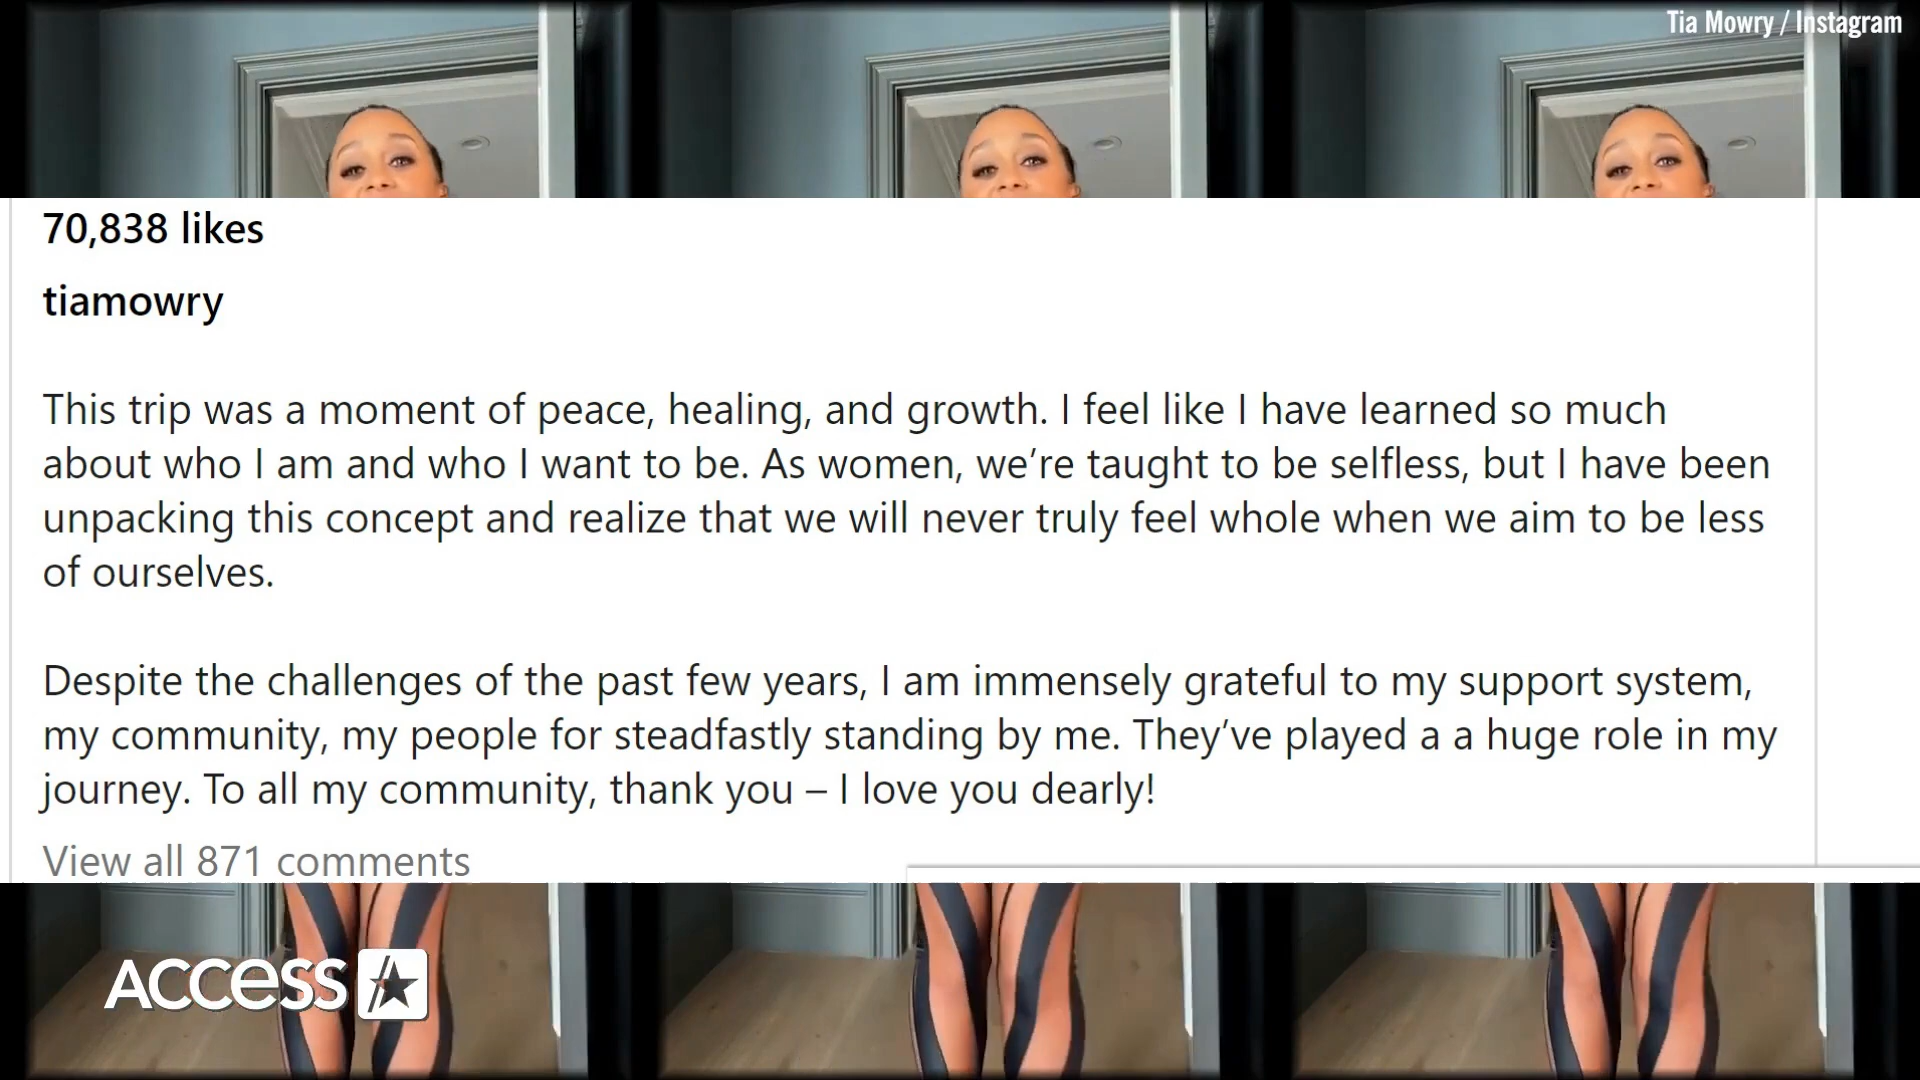 Tia Mowry / Instagram
70,838 likes
tiamowry
This trip was a moment of peace, healing, and growth. I feel like I have learned so much
about who I am and who I want to be. As women, we’re taught to be selfless, but I have been
unpacking this concept and realize that we will never truly feel whole when we aim to be less
of ourselves.
Despite the challenges of the past few years, I am immensely grateful to my support system,
my community, my people for steadfastly standing by me. They’ve played a a huge role in my
journey. To all my community, thank you – I love you dearly!
View all 871 comments
ACCESS